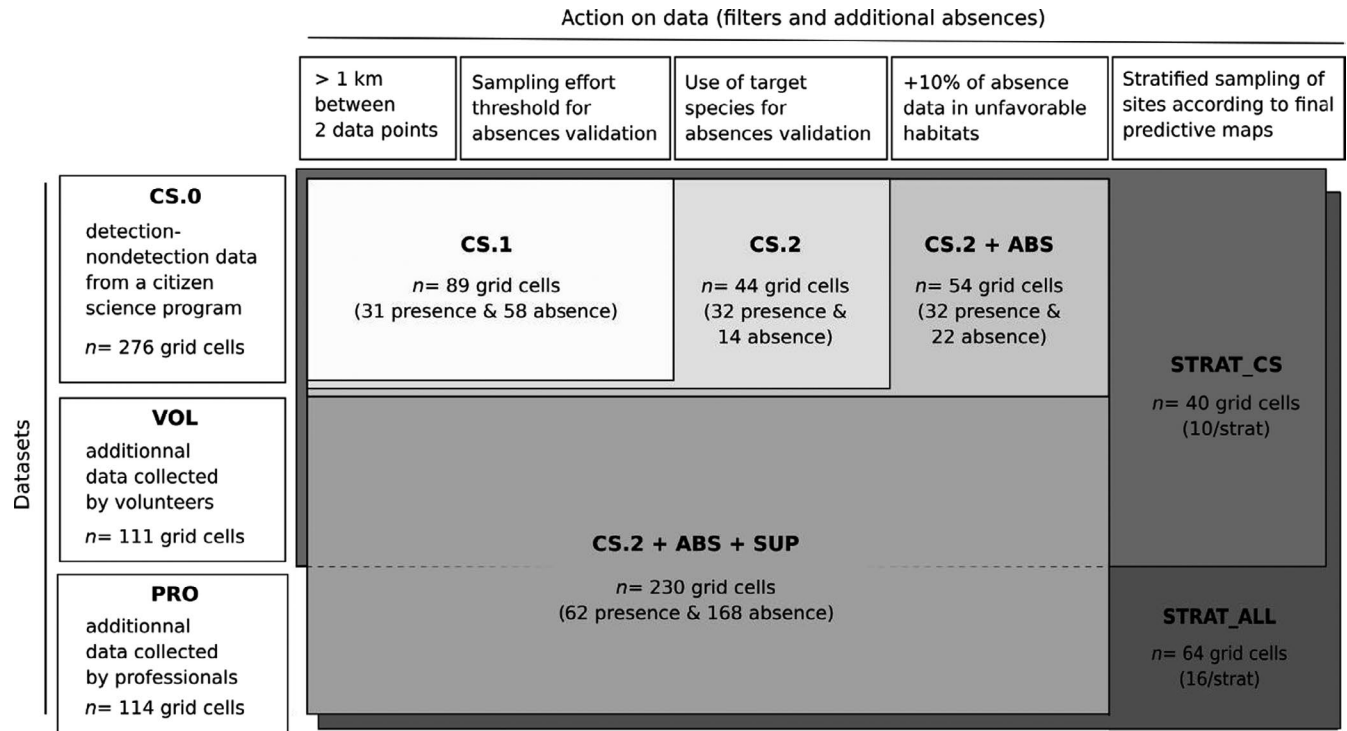 Action on data (filters and additional absences)
> 1 km
between
2 data points
Sampling effort
threshold for
absences validation
Use of target
species for
absences validation
+10% of absence
data in unfavorable
habitats
Stratified sampling of
sites according to final
predictive maps
Datasets
CS.0
detection-
nondetection data
from a citizen
science program
n= 276 grid cells
CS.1
n= 89 grid cells
(31 presence & 58 absence)
CS.2
n= 44 grid cells
(32 presence &
14 absence)
CS.2 + ABS
n= 54 grid cells
(32 presence &
22 absence)
STRAT_CS
n= 40 grid cells
(10/strat)
VOL
additionnal
data collected
by volunteers
n= 111 grid cells
CS.2 + ABS + SUP
n= 230 grid cells
(62 presence & 168 absence)
PRO
additionnal
data collected
by professionals
n= 114 grid cells
STRAT_ALL
n= 64 grid cells
(16/strat)